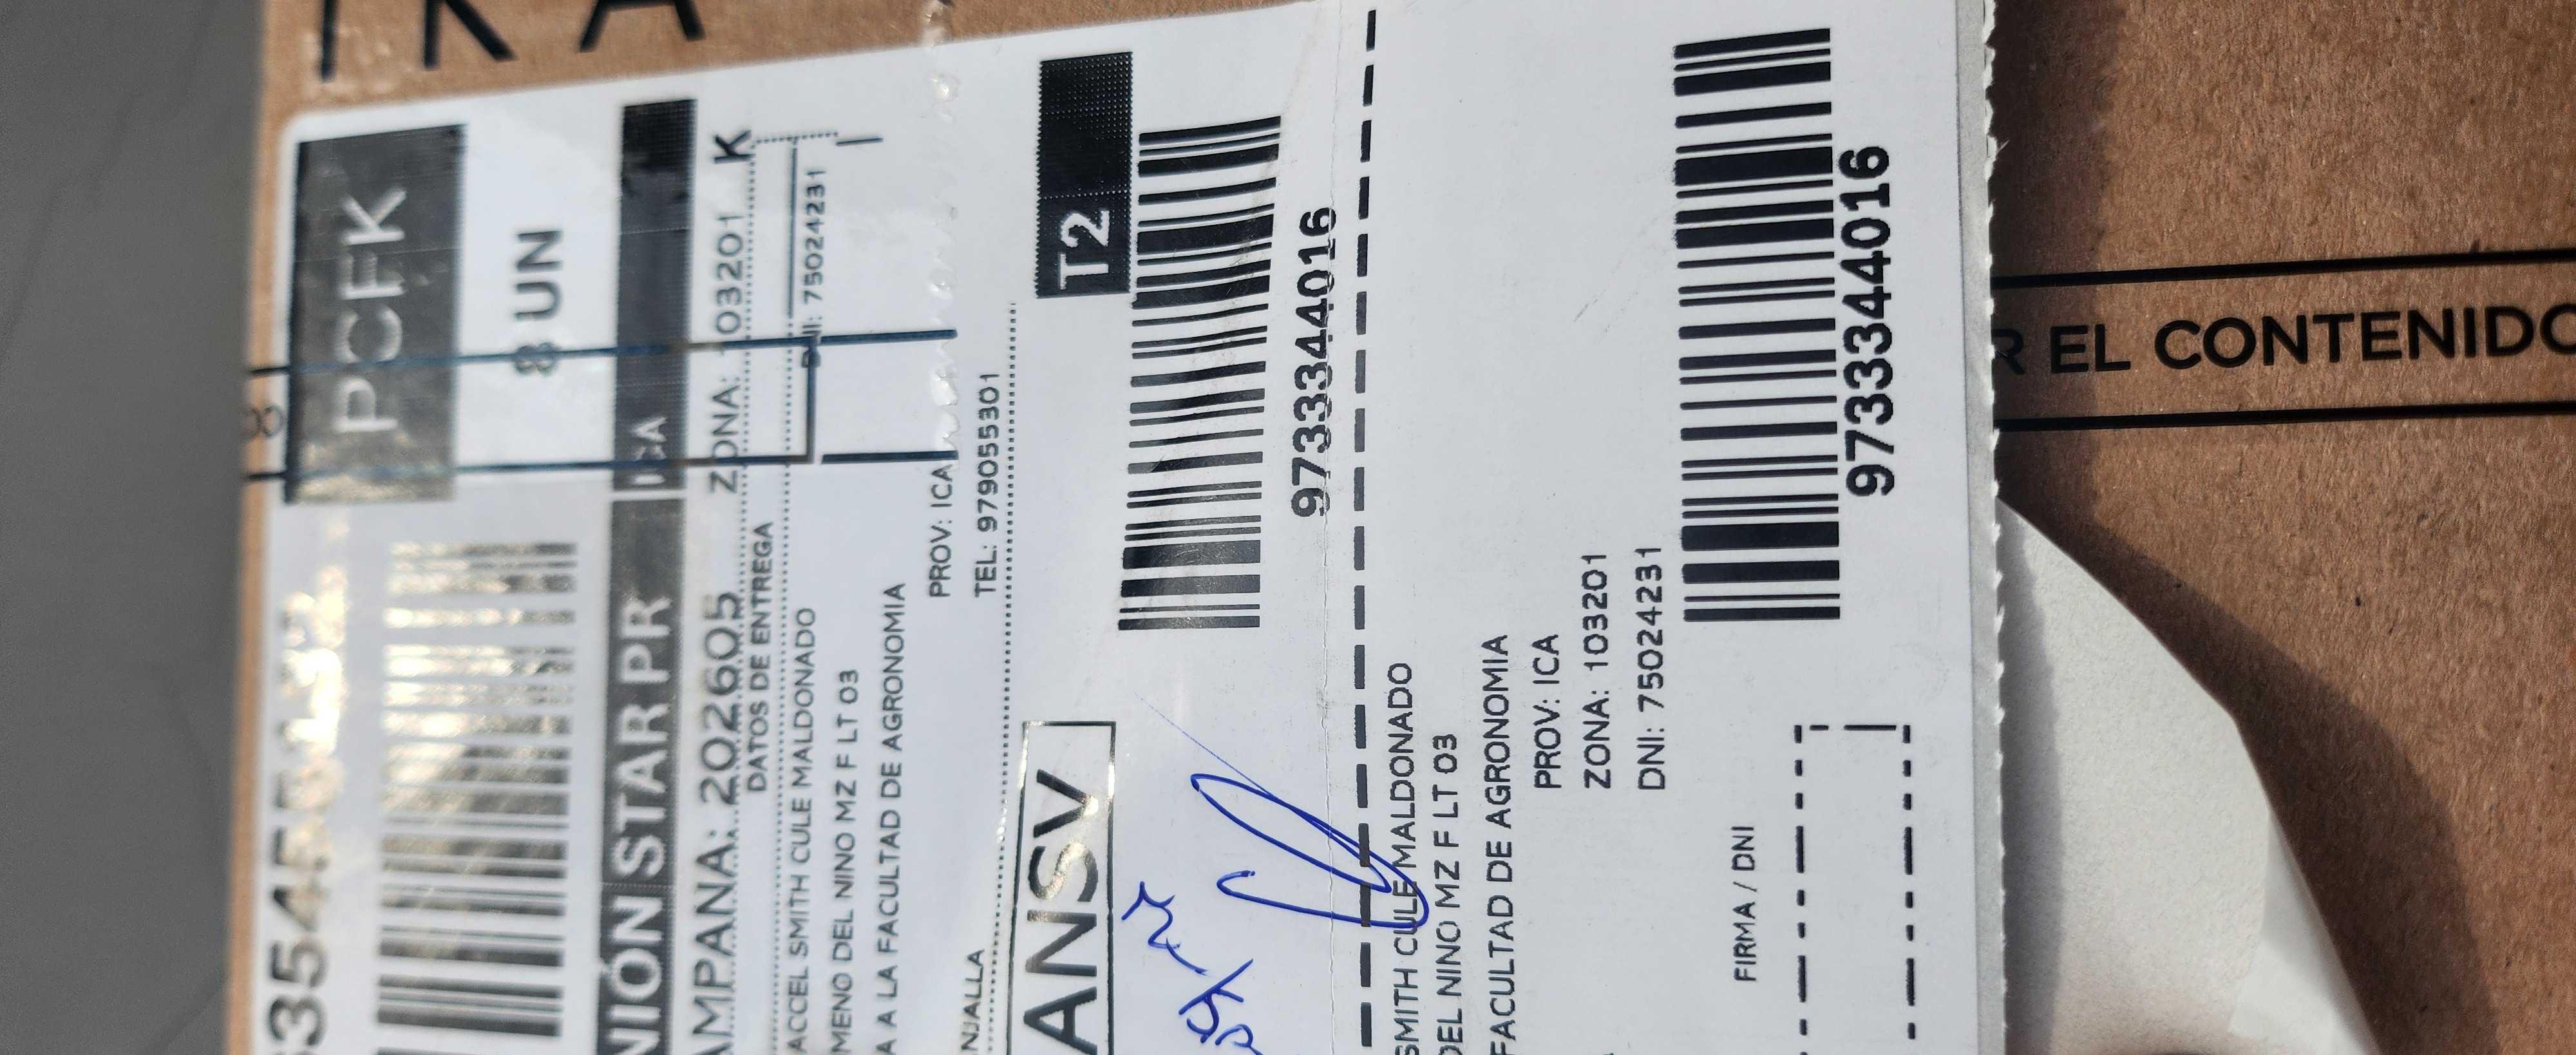 PCFK
8 UN
NIÓN STAR PR ICA
AMPANA: 202605 ZONA: 103201 K
DATOS DE ENTREGA
ACCEL SMITH CULE MALDONADO DNI: 75024231
MENO DEL NINO MZ F LT 03
A A LA FACULTAD DE AGRONOMIA
PROV: ICA
NJALLA TEL: 979055301
ANSV T2
9733344016
SMITH CULE MALDONADO
DEL NINO MZ F LT 03
FACULTAD DE AGRONOMIA
PROV: ICA
ZONA: 103201
DNI: 75024231
FIRMA / DNI
9733344016
R EL CONTENIDO